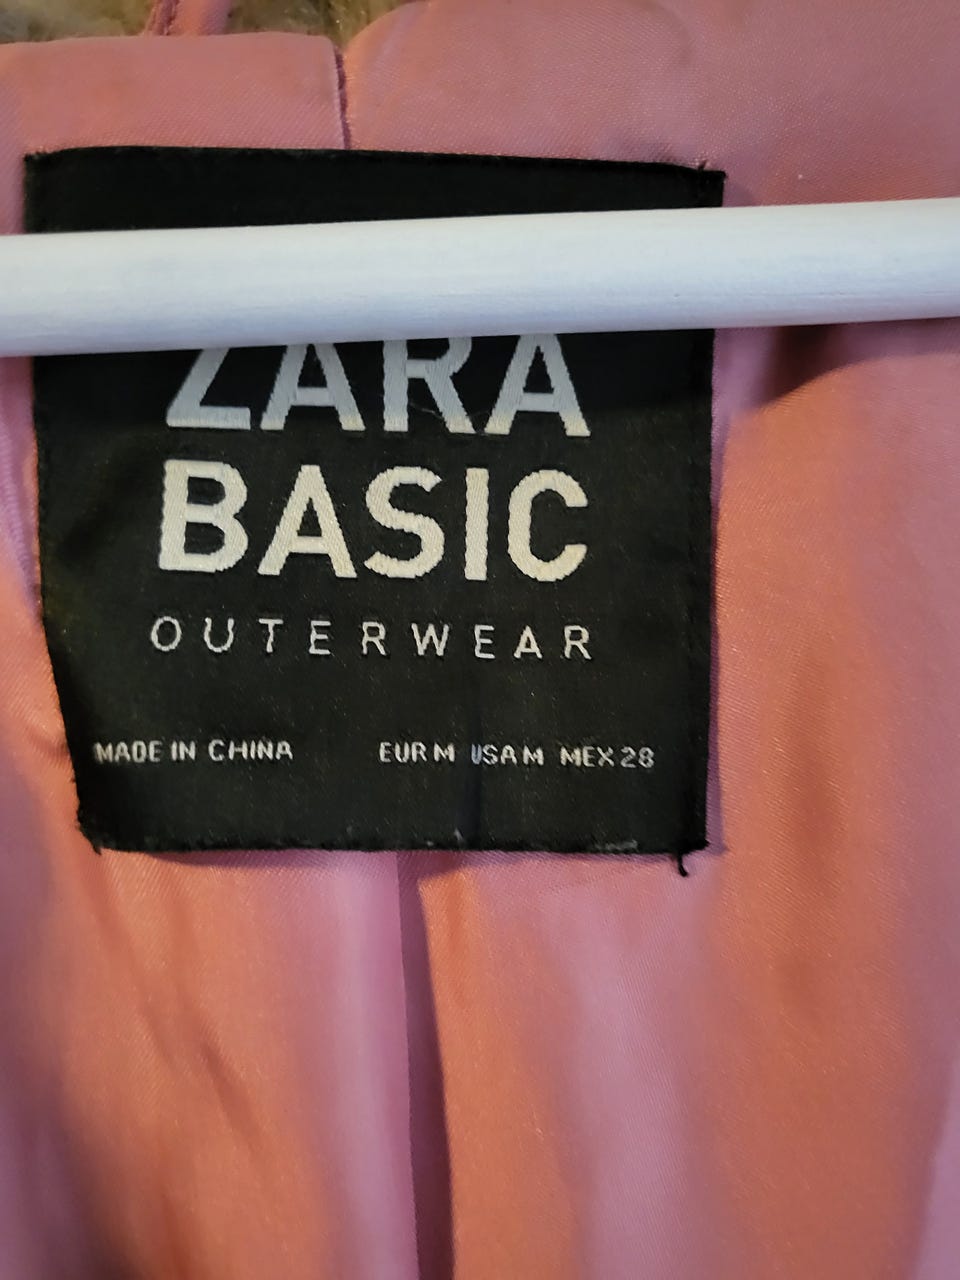 ZARA
BASIC
OUTERWEAR
MADE IN CHINA EUR M USA M MEX 28